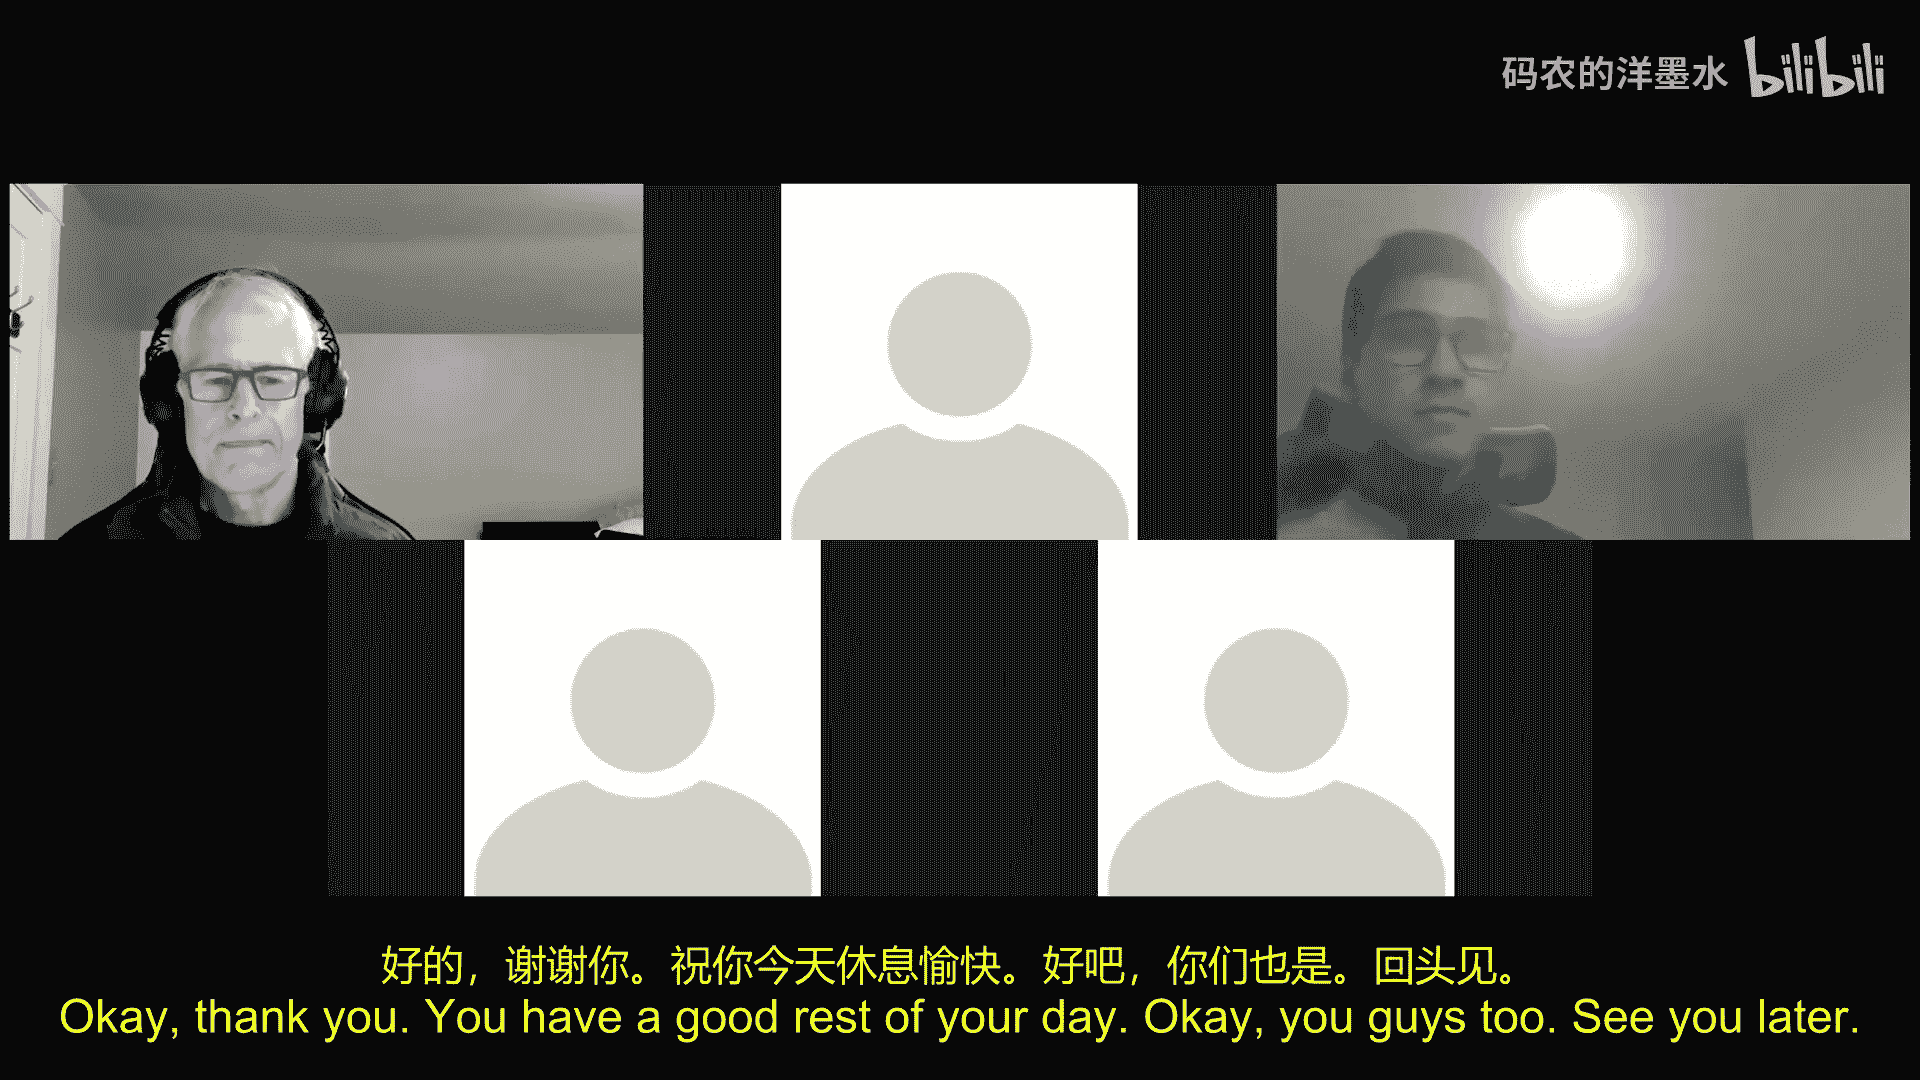 码农的洋墨水 bilibili
好的，谢谢你。祝你今天休息愉快。好吧，你们也是。回头见。
Okay, thank you. You have a good rest of your day. Okay, you guys too. See you later.